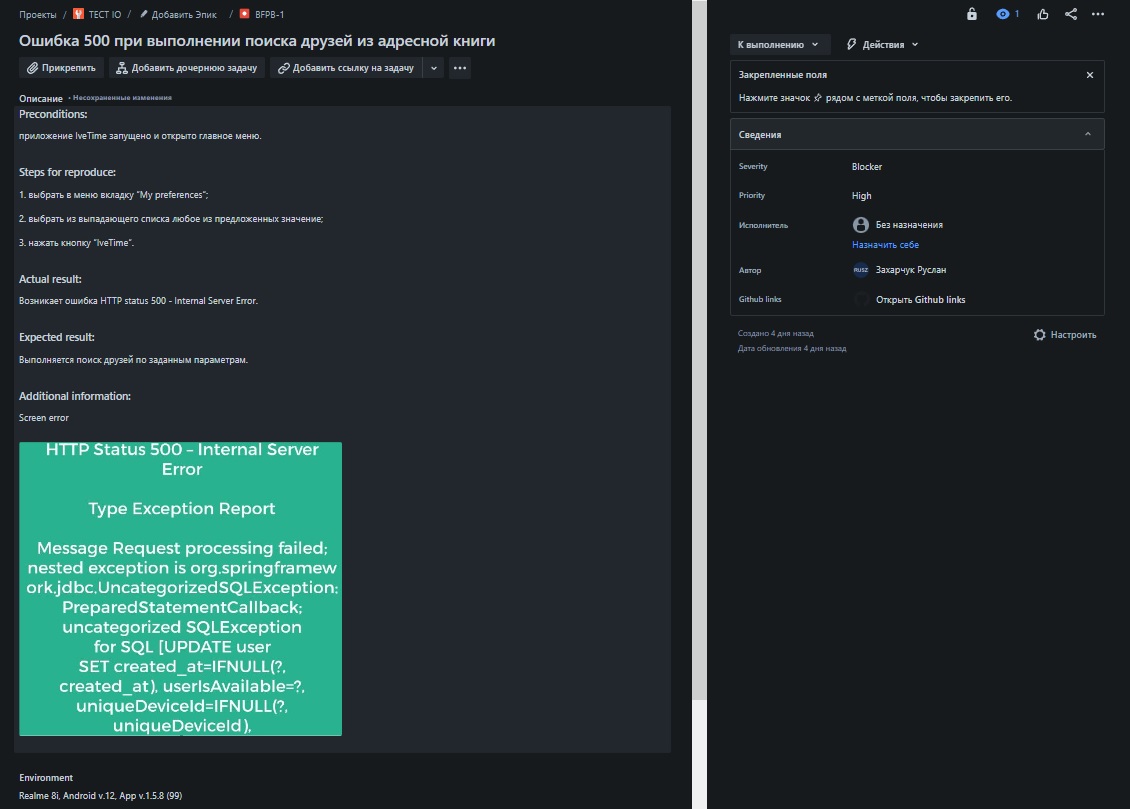 Проекты / ТЕСТ IO / Добавить Эпик / BFPB-1
Ошибка 500 при выполнении поиска друзей из адресной книги
Прикрепить Добавить дочернюю задачу Добавить ссылку на задачу
Описание • Несохраненные изменения
Preconditions:
приложение IveTime запущено и открыто главное меню.
Steps for reproduce:
1. выбрать в меню вкладку "My preferences";
2. выбрать из выпадающего списка любое из предложенных значение;
3. нажать кнопку "IveTime".
Actual result:
Возникает ошибка HTTP status 500 - Internal Server Error.
Expected result:
Выполняется поиск друзей по заданным параметрам.
Additional information:
Screen error
HTTP Status 500 – Internal Server
Error
Type Exception Report
Message Request processing failed;
nested exception is org.springframew
ork.jdbc.UncategorizedSQLException:
PreparedStatementCallback;
uncategorized SQLException
for SQL [UPDATE user
SET created_at=IFNULL(?,
created_at), userIsAvailable=?,
uniqueDeviceId=IFNULL(?,
uniqueDeviceId),
Environment
Realme 8i, Android v.12, App v.1.5.8 (99)
1
К выполнению Действия
Закрепленные поля
Нажмите значок рядом с меткой поля, чтобы закрепить его.
Сведения
Severity Blocker
Priority High
Исполнитель Без назначения
Назначить себе
Автор RUSZ Захарчук Руслан
Github links Открыть Github links
Создано 4 дня назад
Дата обновления 4 дня назад
Настроить